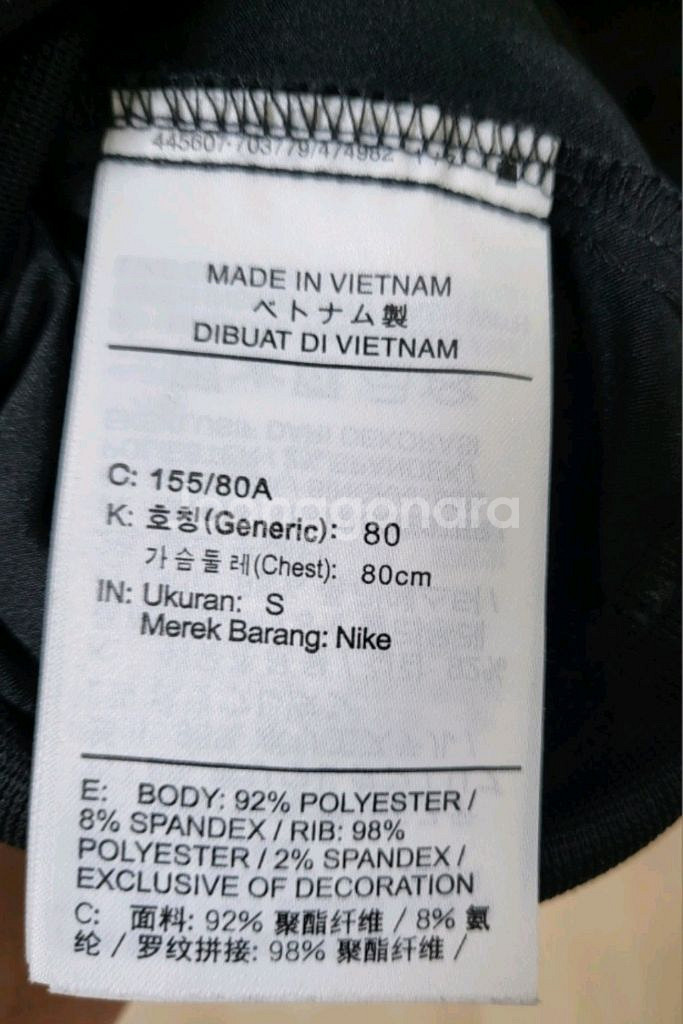 445607-703779/474982
MADE IN VIETNAM
ベトナム製
DIBUAT DI VIETNAM
C: 155/80A
K: 호칭(Generic): 80
가슴둘레(Chest): 80cm
IN: Ukuran: S
Merek Barang: Nike
E: BODY: 92% POLYESTER /
8% SPANDEX / RIB: 98%
POLYESTER / 2% SPANDEX /
EXCLUSIVE OF DECORATION
C: 面料: 92% 聚酯纤维 / 8% 氨
纶 / 罗纹拼接: 98% 聚酯纤维 /